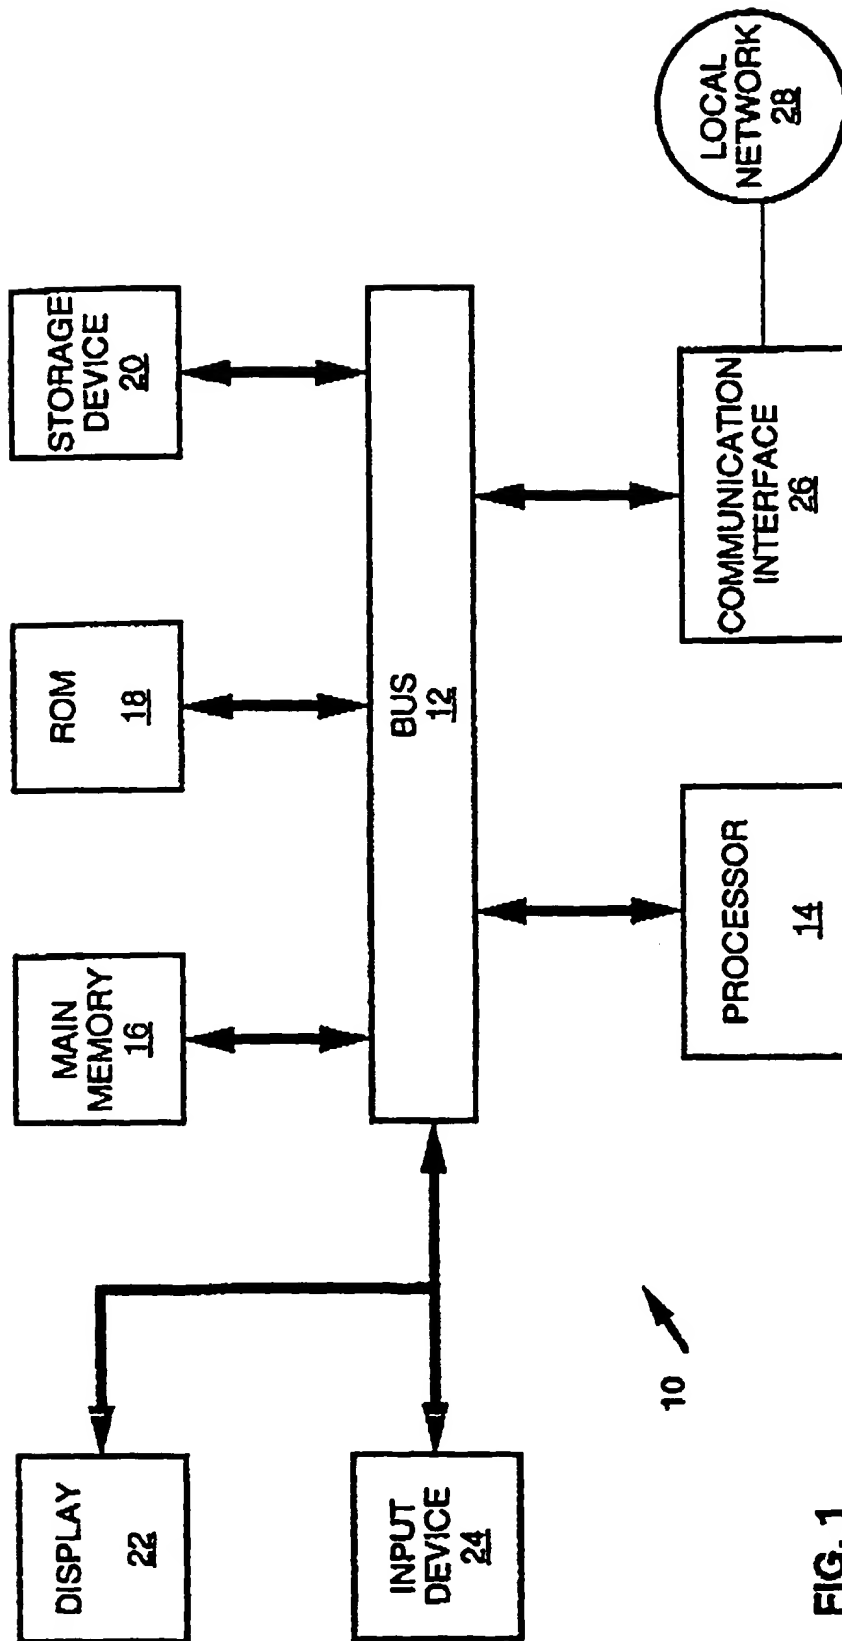 DISPLAY
22
INPUT
DEVICE
24
MAIN
MEMORY
16
ROM
18
STORAGE
DEVICE
20
BUS
12
PROCESSOR
14
COMMUNICATION
INTERFACE
26
LOCAL
NETWORK
28
10
FIG. 1